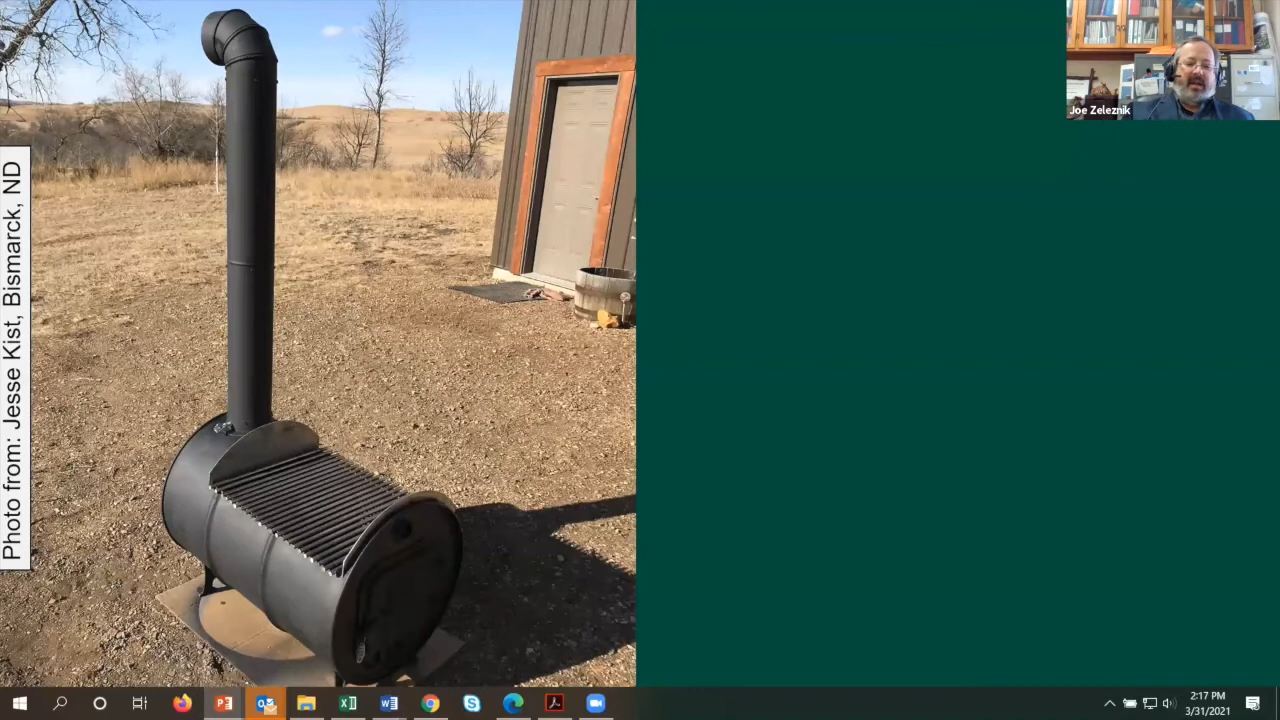 Photo from: Jesse Kist, Bismarck, ND
Joe Zeleznik
2:17 PM
3/31/2021